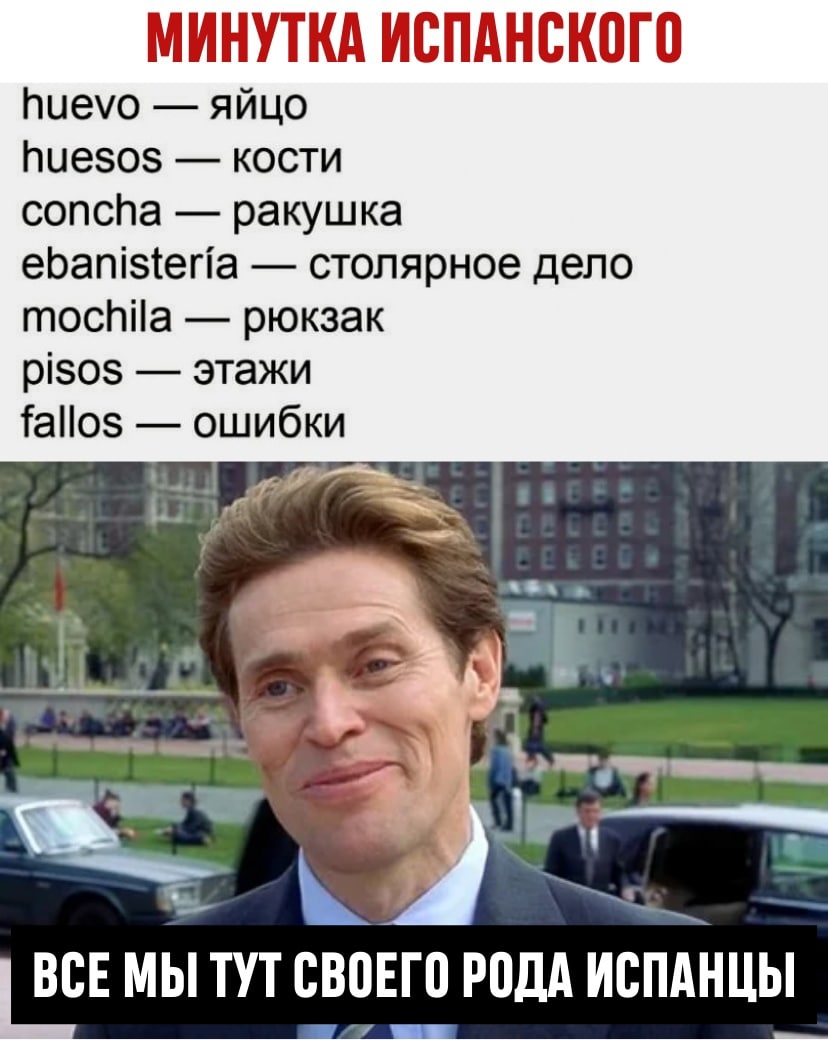 МИНУТКА ИСПАНСКОГО
huevo — яйцо
huesos — кости
concha — ракушка
ebanistería — столярное дело
mochila — рюкзак
pisos — этажи
fallos — ошибки
ВСЕ МЫ ТУТ СВОЕГО РОДА ИСПАНЦЫ